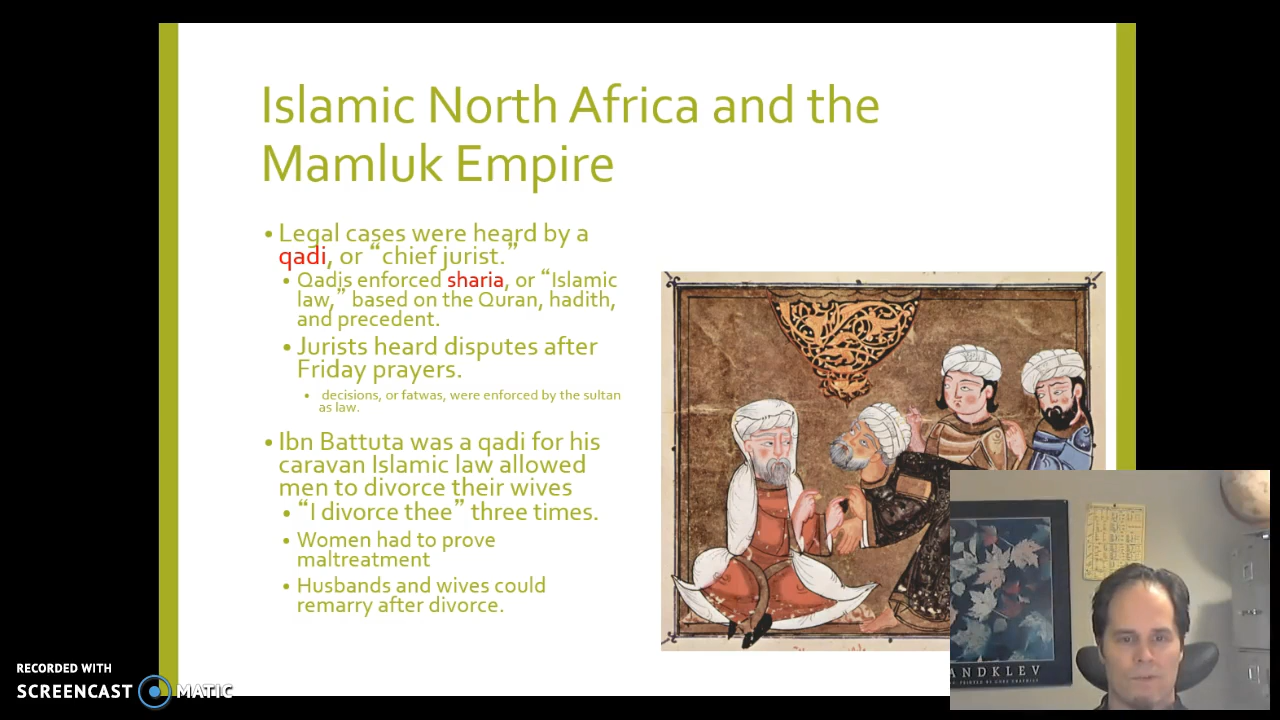 Islamic North Africa and the
Mamluk Empire
• Legal cases were heard by a
qadi, or “chief jurist.”
• Qadis enforced sharia, or “Islamic
law,” based on the Quran, hadith,
and precedent.
• Jurists heard disputes after
Friday prayers.
• decisions, or fatwas, were enforced by the sultan
as law.
• Ibn Battuta was a qadi for his
caravan Islamic law allowed
men to divorce their wives
• “I divorce thee” three times.
• Women had to prove
maltreatment
• Husbands and wives could
remarry after divorce.
ANDKLEV
RECORDED WITH
SCREENCAST MATIC